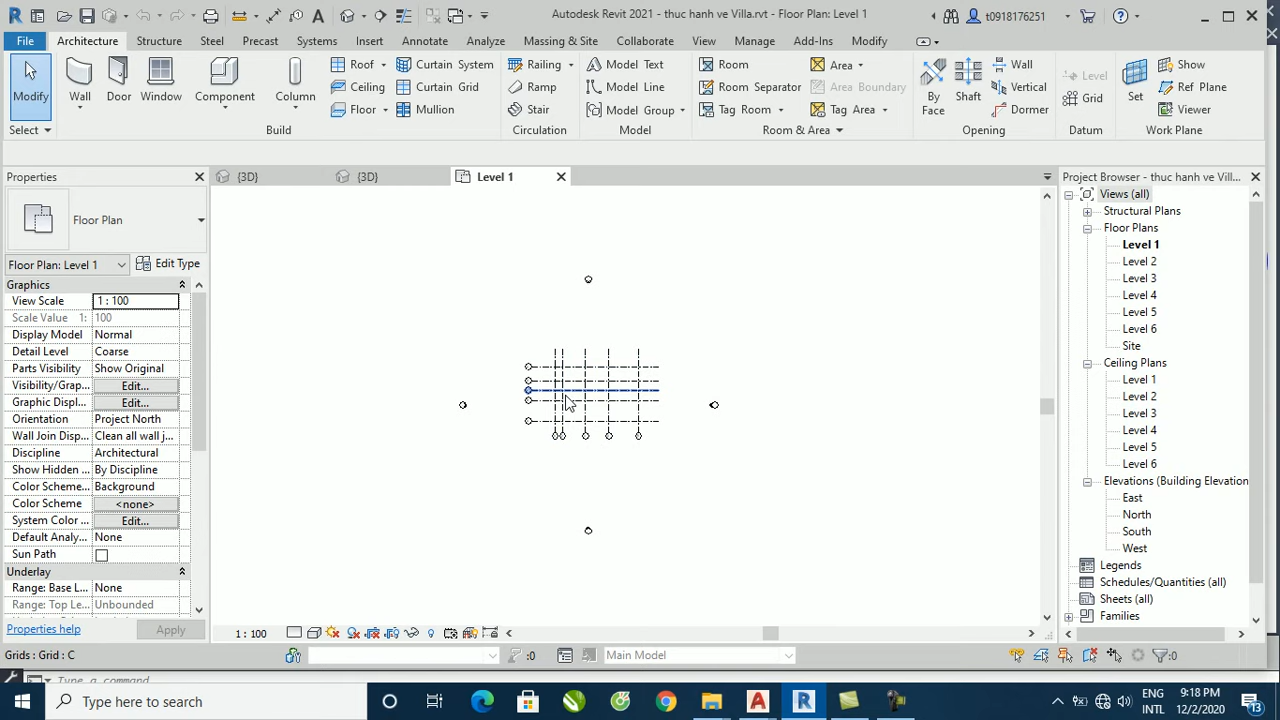 Autodesk Revit 2021 - thuc hanh ve Villa.rvt - Floor Plan: Level 1
t0918176251
File Architecture Structure Steel Precast Systems Insert Annotate Analyze Massing & Site Collaborate View Manage Add-Ins Modify
Modify
Wall
Door
Window
Component
Column
Roof
Ceiling
Floor
Curtain System
Curtain Grid
Mullion
Railing
Ramp
Stair
Model Text
Model Line
Model Group
Room
Room Separator
Tag Room
Area
Area Boundary
Tag Area
By
Face
Shaft
Wall
Vertical
Dormer
Level
Grid
Set
Show
Ref Plane
Viewer
Select Build Circulation Model Room & Area Opening Datum Work Plane
Properties
{3D}
{3D}
Level 1
Project Browser - thuc hanh ve Vill...
Floor Plan
Floor Plan: Level 1
Edit Type
Graphics
View Scale 1 : 100
Scale Value 1: 100
Display Model Normal
Detail Level Coarse
Parts Visibility Show Original
Visibility/Grap... Edit...
Graphic Displ... Edit...
Orientation Project North
Wall Join Disp... Clean all wall j...
Discipline Architectural
Show Hidden ... By Discipline
Color Scheme... Background
Color Scheme <none>
System Color ... Edit...
Default Analy... None
Sun Path
Underlay
Range: Base L... None
Range: Top Le... Unbounded
Properties help
Apply
Views (all)
Structural Plans
Floor Plans
Level 1
Level 2
Level 3
Level 4
Level 5
Level 6
Site
Ceiling Plans
Level 1
Level 2
Level 3
Level 4
Level 5
Level 6
Elevations (Building Elevation
East
North
South
West
Legends
Schedules/Quantities (all)
Sheets (all)
Families
1 : 100
Grids : Grid : C
:0
Main Model
:0
Type a command
Type here to search
ENG
INTL
9:18 PM
12/2/2020
13